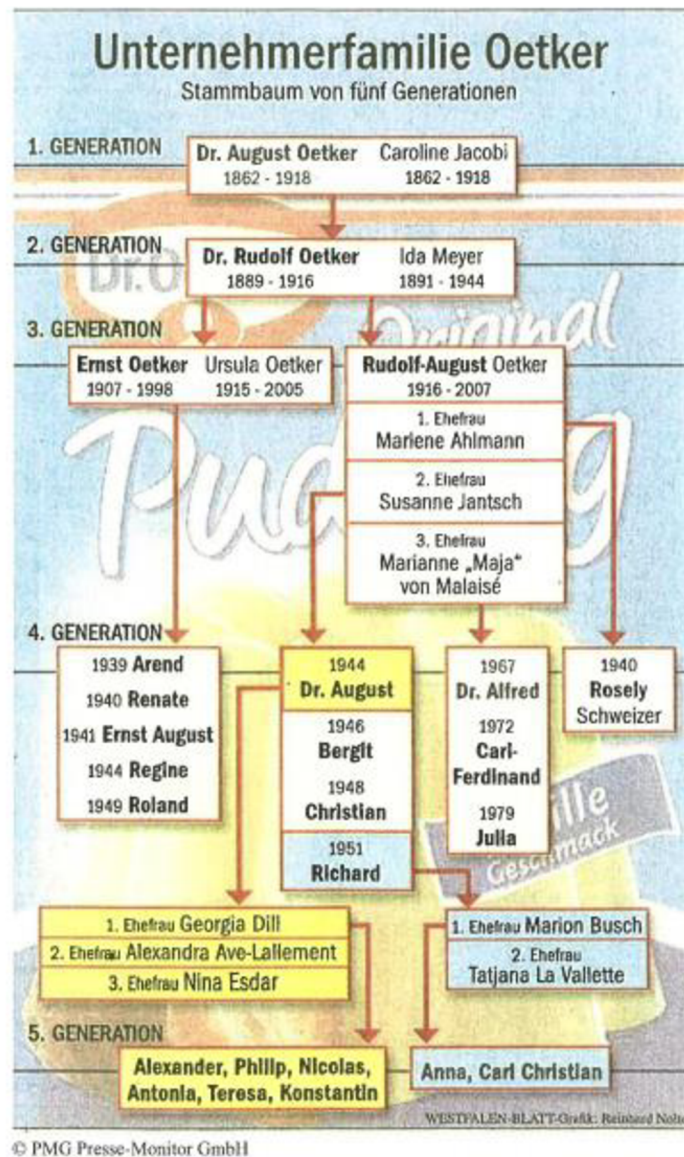 Unternehmerfamilie Oetker
Stammbaum von fünf Generationen
1. GENERATION
Dr. August Oetker Caroline Jacobi
1862 - 1918 1862 - 1918
2. GENERATION
Dr. Rudolf Oetker Ida Meyer
1889 - 1916 1891 - 1944
Dr. O
Original
3. GENERATION
Ernst Oetker Ursula Oetker
1907 - 1998 1915 - 2005
Rudolf-August Oetker
1916 - 2007
1. Ehefrau
Marlene Ahlmann
2. Ehefrau
Susanne Jantsch
3. Ehefrau
Marianne „Maja“
von Malaisé
Pudding
4. GENERATION
1939 Arend
1940 Renate
1941 Ernst August
1944 Regine
1949 Roland
1944
Dr. August
1946
Bergit
1948
Christian
1951
Richard
1967
Dr. Alfred
1972
Carl-
Ferdinand
1979
Julia
1940
Rosely
Schweizer
ille
Geschmack
1. Ehefrau Georgia Dill
2. Ehefrau Alexandra Ave-Lallement
3. Ehefrau Nina Esdar
1. Ehefrau Marion Busch
2. Ehefrau
Tatjana La Vallette
5. GENERATION
Alexander, Philip, Nicolas,
Antonia, Teresa, Konstantin
Anna, Carl Christian
WESTFALEN-BLATT-Grafik: Reinhard Nolte
© PMG Presse-Monitor GmbH